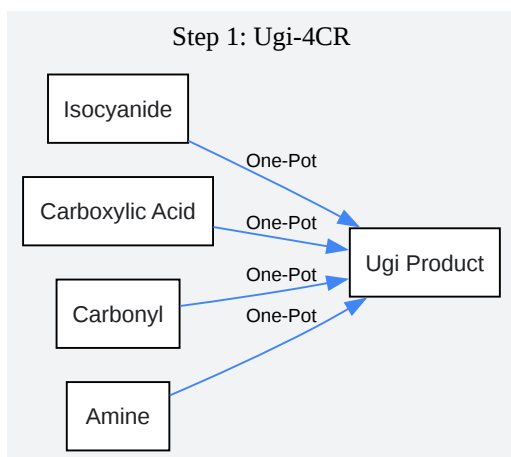 Step 1: Ugi-4CR
Isocyanide
One-Pot
Carboxylic Acid
One-Pot
Ugi Product
One-Pot
Carbonyl
One-Pot
Amine